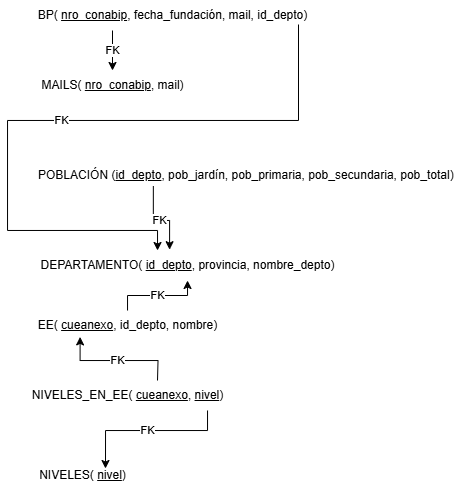 BP( nro_conabip, fecha_fundación, mail, id_depto)
FK
MAILS( nro_conabip, mail)
FK
POBLACIÓN (id_depto, pob_jardín, pob_primaria, pob_secundaria, pob_total)
FK
DEPARTAMENTO( id_depto, provincia, nombre_depto)
FK
EE( cueanexo, id_depto, nombre)
FK
NIVELES_EN_EE( cueanexo, nivel)
FK
NIVELES( nivel)